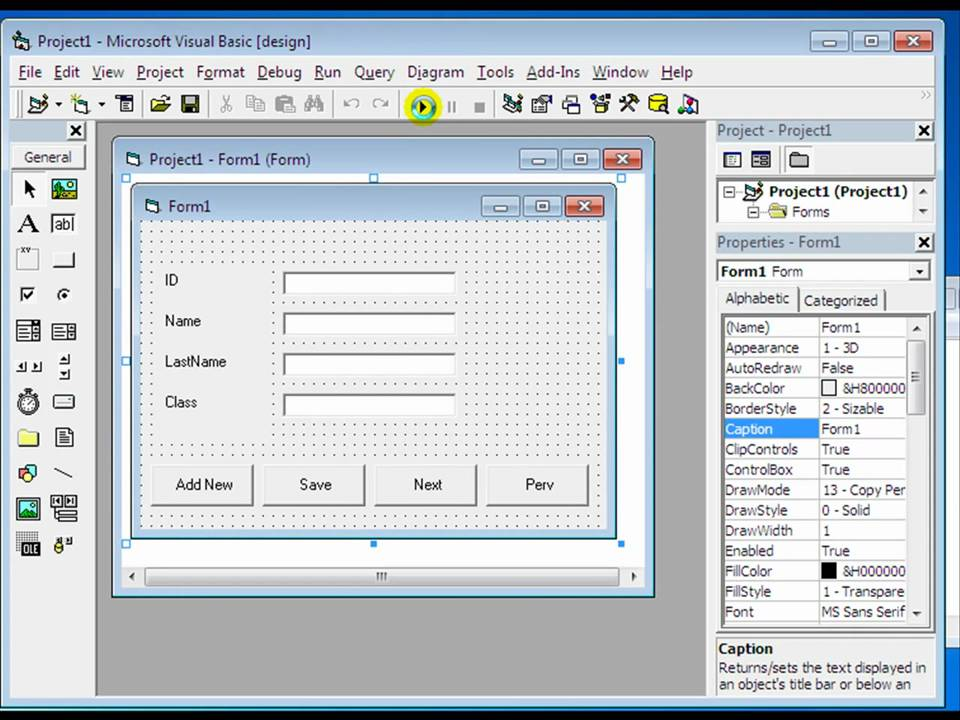 Project1 - Microsoft Visual Basic [design]
File Edit View Project Format Debug Run Query Diagram Tools Add-Ins Window Help
General
A
ab|
xy
OLE
Project1 - Form1 (Form)
Form1
ID
Name
LastName
Class
Add New Save Next Perv
Project - Project1
Project1 (Project1)
Forms
Properties - Form1
Form1 Form
Alphabetic Categorized
(Name) Form1
Appearance 1 - 3D
AutoRedraw False
BackColor &H800000
BorderStyle 2 - Sizable
Caption Form1
ClipControls True
ControlBox True
DrawMode 13 - Copy Per
DrawStyle 0 - Solid
DrawWidth 1
Enabled True
FillColor &H000000
FillStyle 1 - Transpare
Font MS Sans Serif
Caption
Returns/sets the text displayed in
an object's title bar or below an